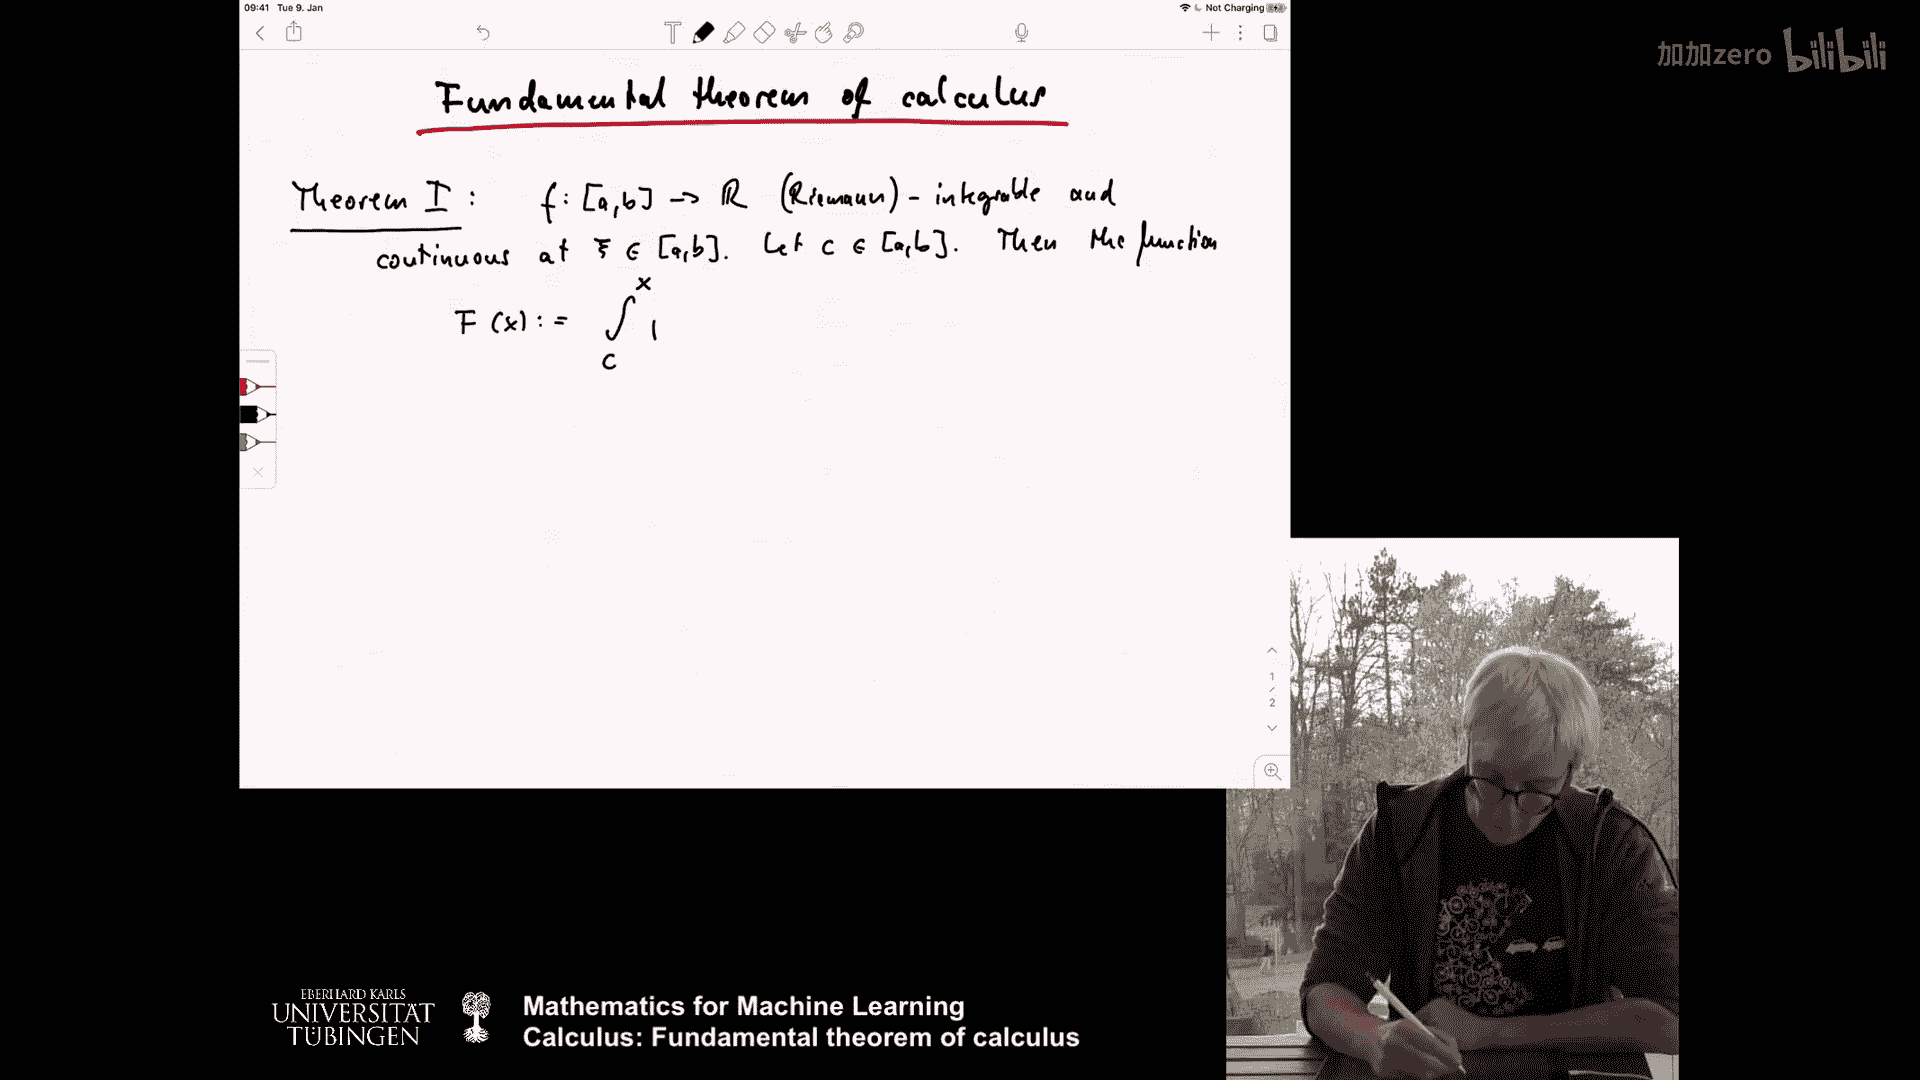 09:41 Tue 9. Jan
Not Charging
加加zero bilibili
Fundamental theorem of calculus
Theorem I : f: [a,b] → ℝ (Riemann) - integrable and
continuous at ξ ∈ [a,b]. Let c ∈ [a,b]. Then the function
x
F (x) : = ∫ l
c
1
/
2
EBERHARD KARLS
UNIVERSITÄT
TÜBINGEN
Mathematics for Machine Learning
Calculus: Fundamental theorem of calculus